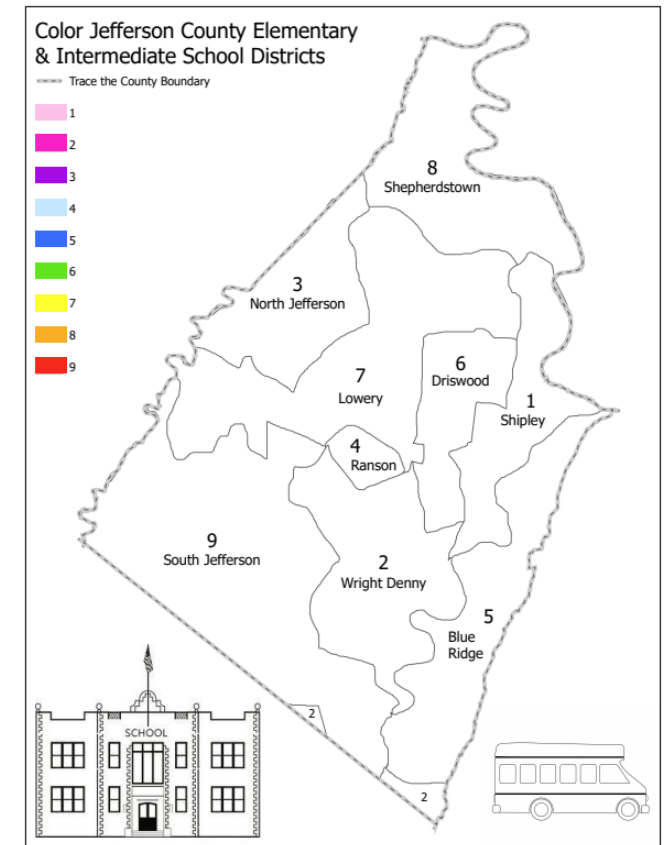 Color Jefferson County Elementary
& Intermediate School Districts
Trace the County Boundary
1
2
3
4
5
6
7
8
9
8
Shepherdstown
3
North Jefferson
6
Driswood
7
Lowery
1
Shipley
4
Ranson
9
South Jefferson
2
Wright Denny
5
Blue
Ridge
2
SCHOOL
2